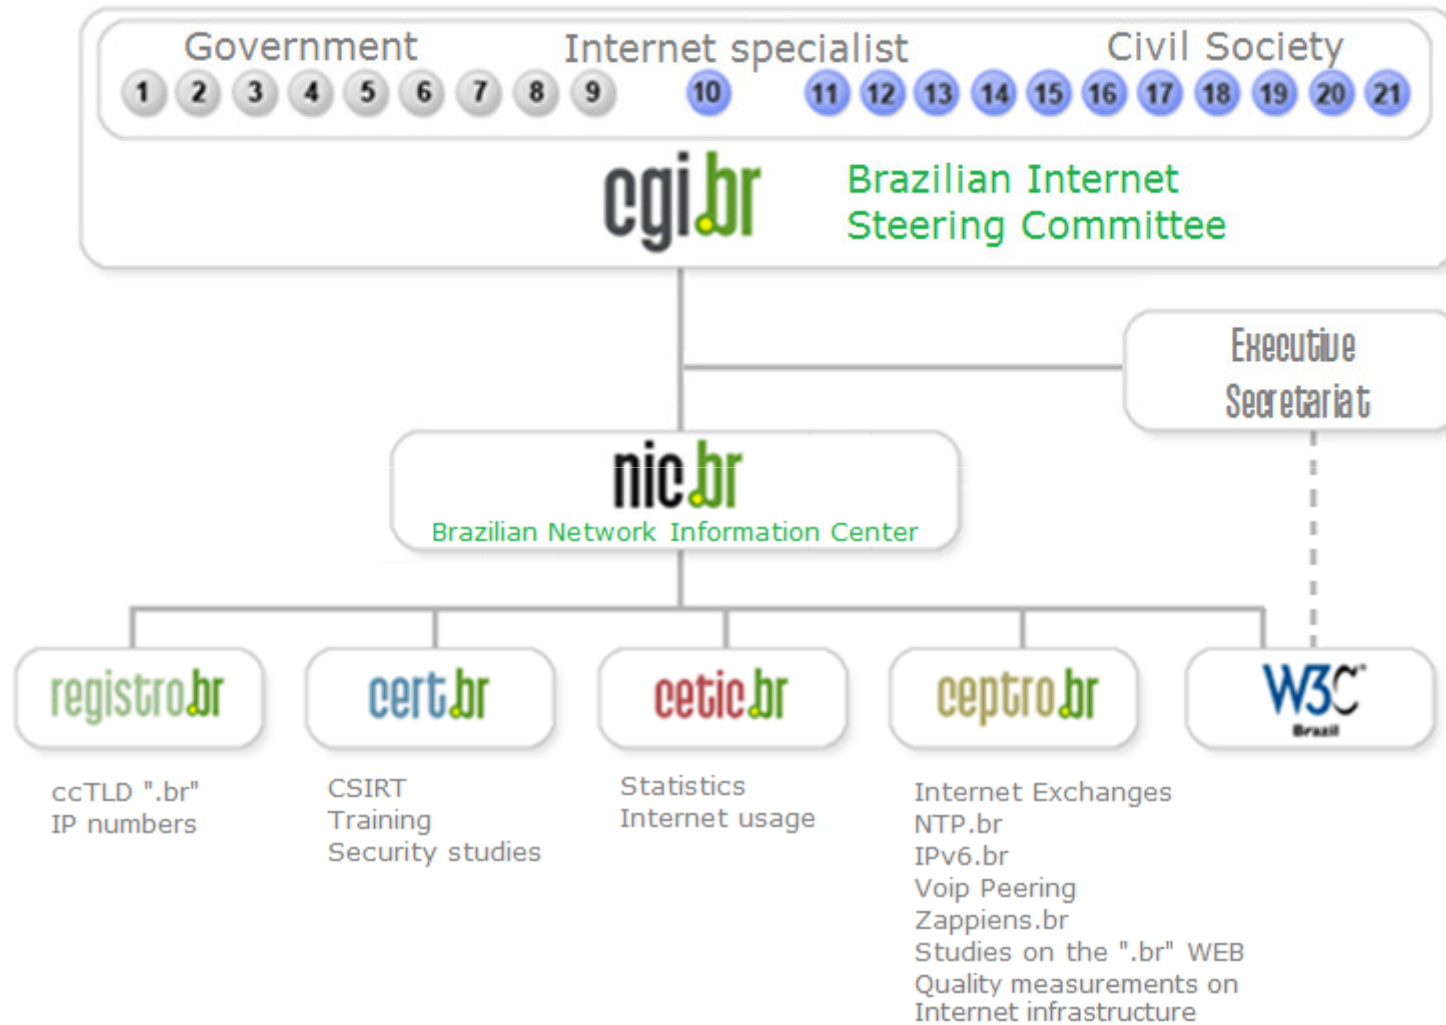 Government Internet specialist Civil Society
1 2 3 4 5 6 7 8 9 10 11 12 13 14 15 16 17 18 19 20 21
cgi.br
Brazilian Internet
Steering Committee
Executive
Secretariat
nic.br
Brazilian Network Information Center
registro.br
ccTLD ".br"
IP numbers
cert.br
CSIRT
Training
Security studies
cetic.br
Statistics
Internet usage
ceptro.br
Internet Exchanges
NTP.br
IPv6.br
Voip Peering
Zappiens.br
Studies on the ".br" WEB
Quality measurements on
Internet infrastructure
W3C
Brazil